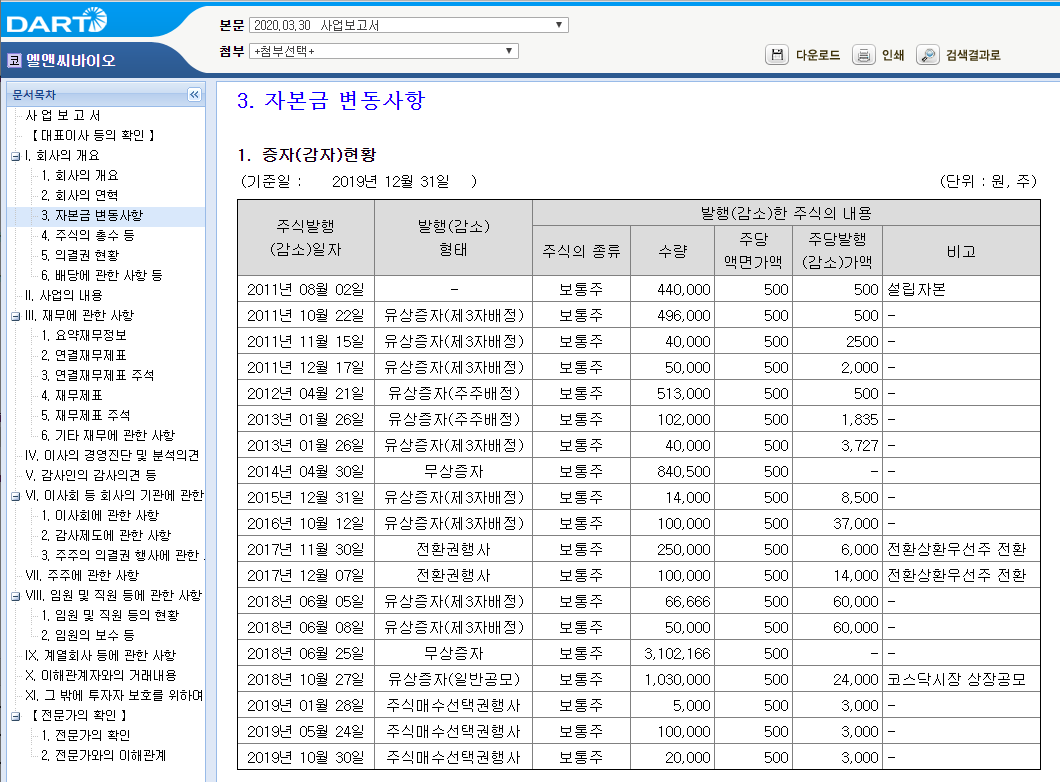 DART
본문 2020.03.30 사업보고서
첨부 +첨부선택+
코 엘앤씨바이오
다운로드 인쇄 검색결과로
문서목차
사 업 보 고 서
【 대표이사 등의 확인 】
I. 회사의 개요
1. 회사의 개요
2. 회사의 연혁
3. 자본금 변동사항
4. 주식의 총수 등
5. 의결권 현황
6. 배당에 관한 사항 등
II. 사업의 내용
III. 재무에 관한 사항
1. 요약재무정보
2. 연결재무제표
3. 연결재무제표 주석
4. 재무제표
5. 재무제표 주석
6. 기타 재무에 관한 사항
IV. 이사의 경영진단 및 분석의견
V. 감사인의 감사의견 등
VI. 이사회 등 회사의 기관에 관한
1. 이사회에 관한 사항
2. 감사제도에 관한 사항
3. 주주의 의결권 행사에 관한 .
VII. 주주에 관한 사항
VIII. 임원 및 직원 등에 관한 사항
1. 임원 및 직원 등의 현황
2. 임원의 보수 등
IX. 계열회사 등에 관한 사항
X. 이해관계자와의 거래내용
XI. 그 밖에 투자자 보호를 위하여
【 전문가의 확인 】
1. 전문가의 확인
2. 전문가와의 이해관계
3. 자본금 변동사항
1. 증자(감자)현황
(기준일 : 2019년 12월 31일 ) (단위 : 원, 주)
주식발행
(감소)일자
발행(감소)
형태
발행(감소)한 주식의 내용
주식의 종류
수량
주당
액면가액
주당발행
(감소)가액
비고
2011년 08월 02일 - 보통주 440,000 500 500 설립자본
2011년 10월 22일 유상증자(제3자배정) 보통주 496,000 500 500 -
2011년 11월 15일 유상증자(제3자배정) 보통주 40,000 500 2500 -
2011년 12월 17일 유상증자(제3자배정) 보통주 50,000 500 2,000 -
2012년 04월 21일 유상증자(주주배정) 보통주 513,000 500 500 -
2013년 01월 26일 유상증자(주주배정) 보통주 102,000 500 1,835 -
2013년 01월 26일 유상증자(제3자배정) 보통주 40,000 500 3,727 -
2014년 04월 30일 무상증자 보통주 840,500 500 - -
2015년 12월 31일 유상증자(제3자배정) 보통주 14,000 500 8,500 -
2016년 10월 12일 유상증자(제3자배정) 보통주 100,000 500 37,000 -
2017년 11월 30일 전환권행사 보통주 250,000 500 6,000 전환상환우선주 전환
2017년 12월 07일 전환권행사 보통주 100,000 500 14,000 전환상환우선주 전환
2018년 06월 05일 유상증자(제3자배정) 보통주 66,666 500 60,000 -
2018년 06월 08일 유상증자(제3자배정) 보통주 50,000 500 60,000 -
2018년 06월 25일 무상증자 보통주 3,102,166 500 - -
2018년 10월 27일 유상증자(일반공모) 보통주 1,030,000 500 24,000 코스닥시장 상장공모
2019년 01월 28일 주식매수선택권행사 보통주 5,000 500 3,000 -
2019년 05월 24일 주식매수선택권행사 보통주 100,000 500 3,000 -
2019년 10월 30일 주식매수선택권행사 보통주 20,000 500 3,000 -